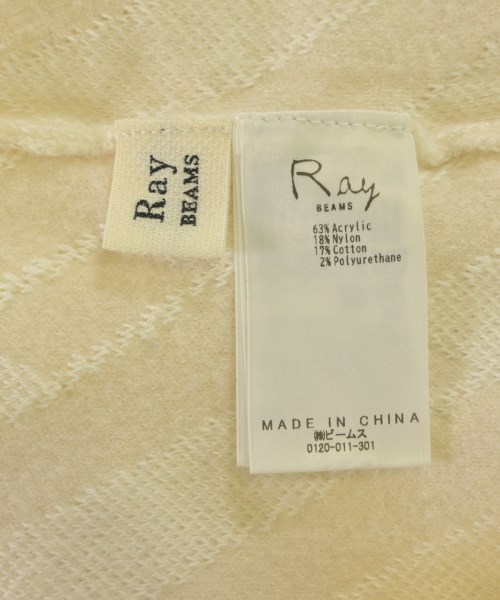 Ray
BEAMS
Ray
BEAMS
63% Acrylic
18% Nylon
17% Cotton
2% Polyurethane
MADE IN CHINA
㈱ビームス
0120-011-301